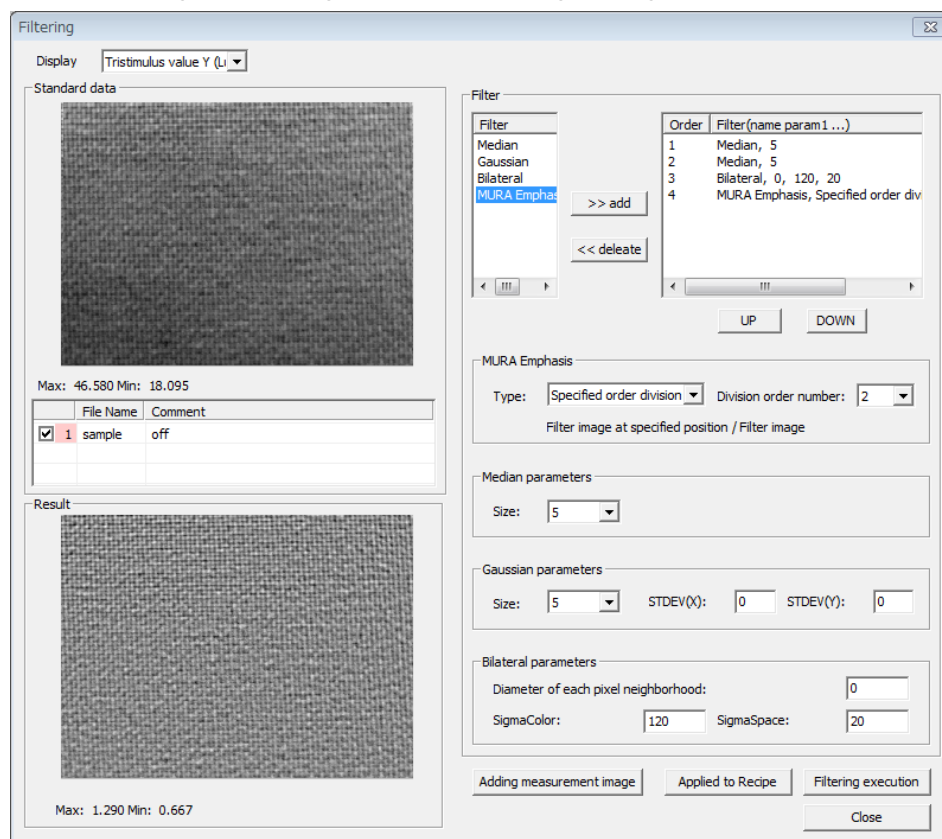 Filtering
Display Tristimulus value Y (Lu
Standard data
Max: 46.580 Min: 18.095
File Name Comment
1 sample off
Result
Max: 1.290 Min: 0.667
Filter
Filter
Median
Gaussian
Bilateral
MURA Emphas
>> add
<< deleate
Order Filter(name param1 ...)
1 Median, 5
2 Median, 5
3 Bilateral, 0, 120, 20
4 MURA Emphasis, Specified order div
UP DOWN
MURA Emphasis
Type: Specified order division Division order number: 2
Filter image at specified position / Filter image
Median parameters
Size: 5
Gaussian parameters
Size: 5 STDEV(X): 0 STDEV(Y): 0
Bilateral parameters
Diameter of each pixel neighborhood: 0
SigmaColor: 120 SigmaSpace: 20
Adding measurement image Applied to Recipe Filtering execution
Close